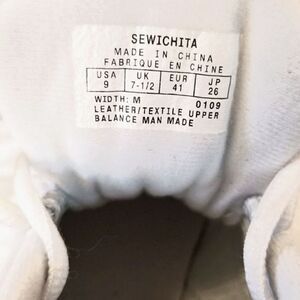 SEWICHITA
MADE IN CHINA
FABRIQUE EN CHINE
USA UK EUR JP
9 7-1/2 41 26
WIDTH: M 0109
LEATHER/TEXTILE UPPER
BALANCE MAN MADE